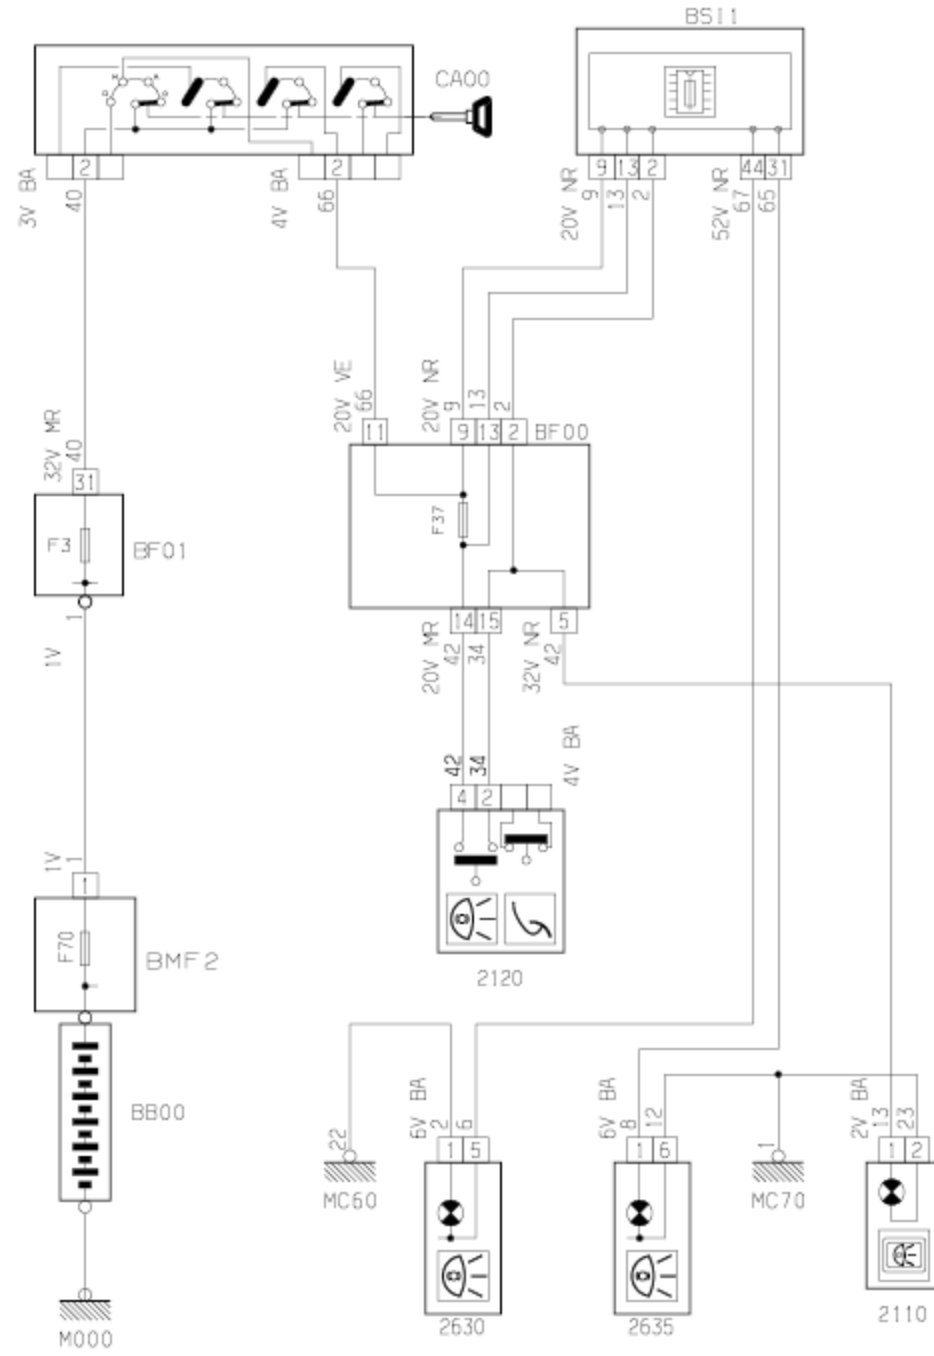 BSI1
CA00
H
A
G
D
2
2
9 13 2
44 31
3V BA
40
4V BA
66
20V NR
9
13
2
52V NR
67
65
20V VE
66
20V NR
9
13
2
11
9 13 2
BF00
32V MR
40
31
F3
BF01
F37
1
14 15
5
1V
20V MR
42
34
32V NR
42
42
34
4V BA
4 2
1V
1
1
F70
BMF2
2120
BB00
22
6V BA
2
6
6V BA
8
12
1
2V BA
13
23
1 5
1 6
1 2
MC60
MC70
M000
2630
2635
2110